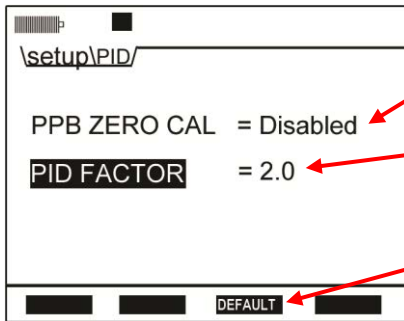 \setup\PID/
PPB ZERO CAL = Disabled
PID FACTOR = 2.0
DEFAULT